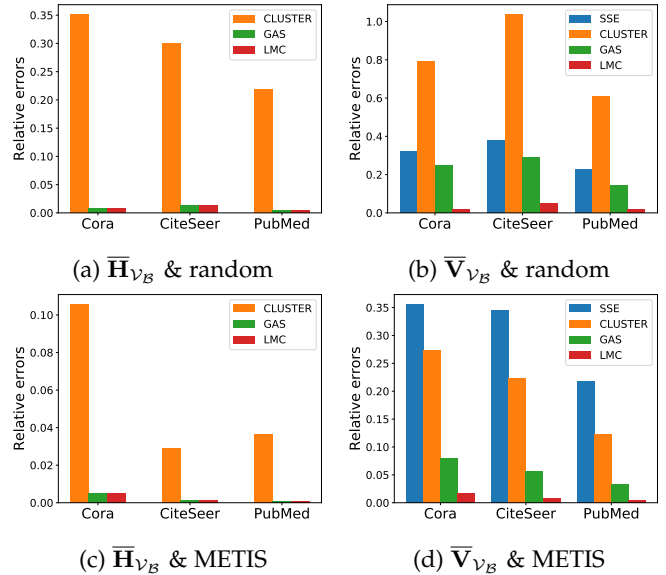 Relative errors
0.35
0.30
0.25
0.20
0.15
0.10
0.05
0.00
CLUSTER
GAS
LMC
Cora CiteSeer PubMed
(a) H̅_{V_B} & random
Relative errors
1.0
0.8
0.6
0.4
0.2
0.0
SSE
CLUSTER
GAS
LMC
Cora CiteSeer PubMed
(b) V̅_{V_B} & random
Relative errors
0.10
0.08
0.06
0.04
0.02
0.00
CLUSTER
GAS
LMC
Cora CiteSeer PubMed
(c) H̅_{V_B} & METIS
Relative errors
0.35
0.30
0.25
0.20
0.15
0.10
0.05
0.00
SSE
CLUSTER
GAS
LMC
Cora CiteSeer PubMed
(d) V̅_{V_B} & METIS